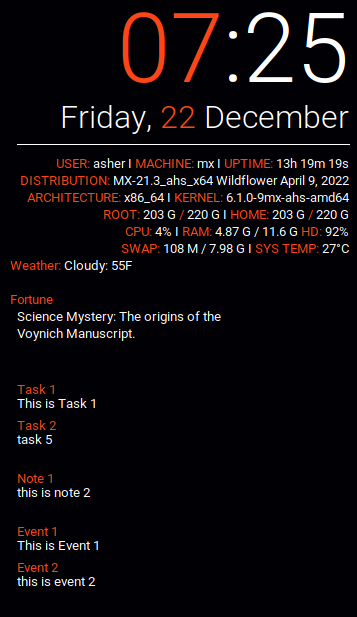 07:25
Friday, 22 December
USER: asher I MACHINE: mx I UPTIME: 13h 19m 19s
DISTRIBUTION: MX-21.3_ahs_x64 Wildflower April 9, 2022
ARCHITECTURE: x86_64 I KERNEL: 6.1.0-9mx-ahs-amd64
ROOT: 203 G / 220 G I HOME: 203 G / 220 G
CPU: 4% I RAM: 4.87 G / 11.6 G HD: 92%
SWAP: 108 M / 7.98 G I SYS TEMP: 27°C
Weather: Cloudy: 55F
Fortune
Science Mystery: The origins of the
Voynich Manuscript.
Task 1
This is Task 1
Task 2
task 5
Note 1
this is note 2
Event 1
This is Event 1
Event 2
this is event 2